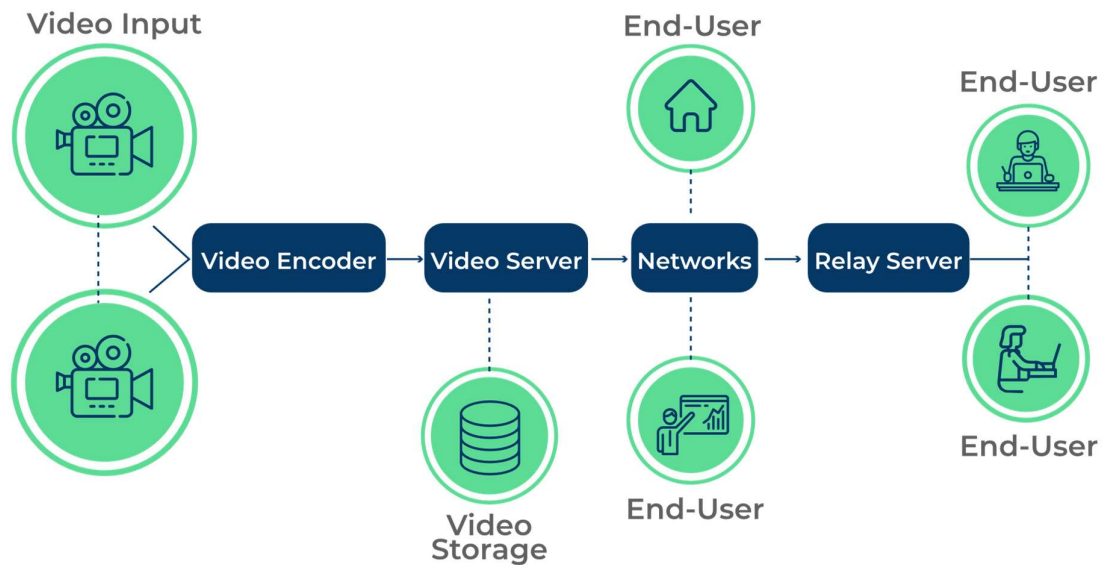 Video Input
End-User
End-User
Video Encoder
Video Server
Networks
Relay Server
Video
Storage
End-User
End-User